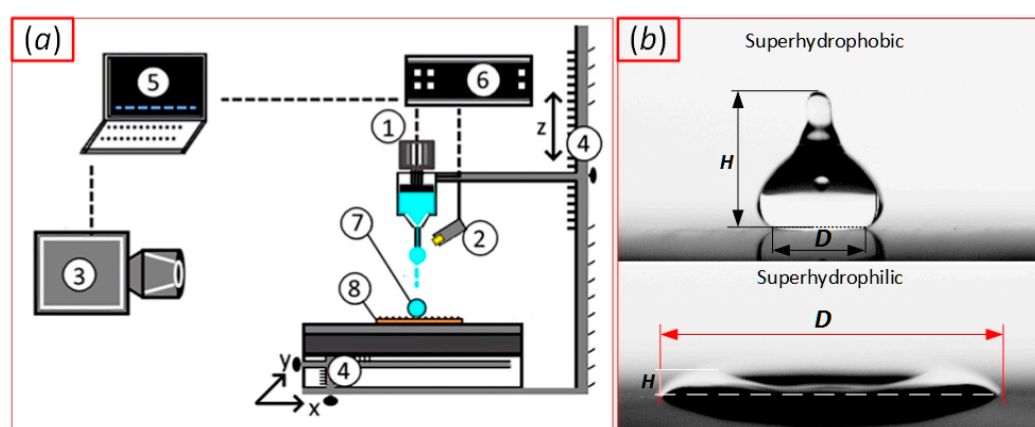 (a)
5
6
1
z
4
2
3
7
8
y
4
x
(b)
Superhydrophobic
H
D
Superhydrophilic
D
H